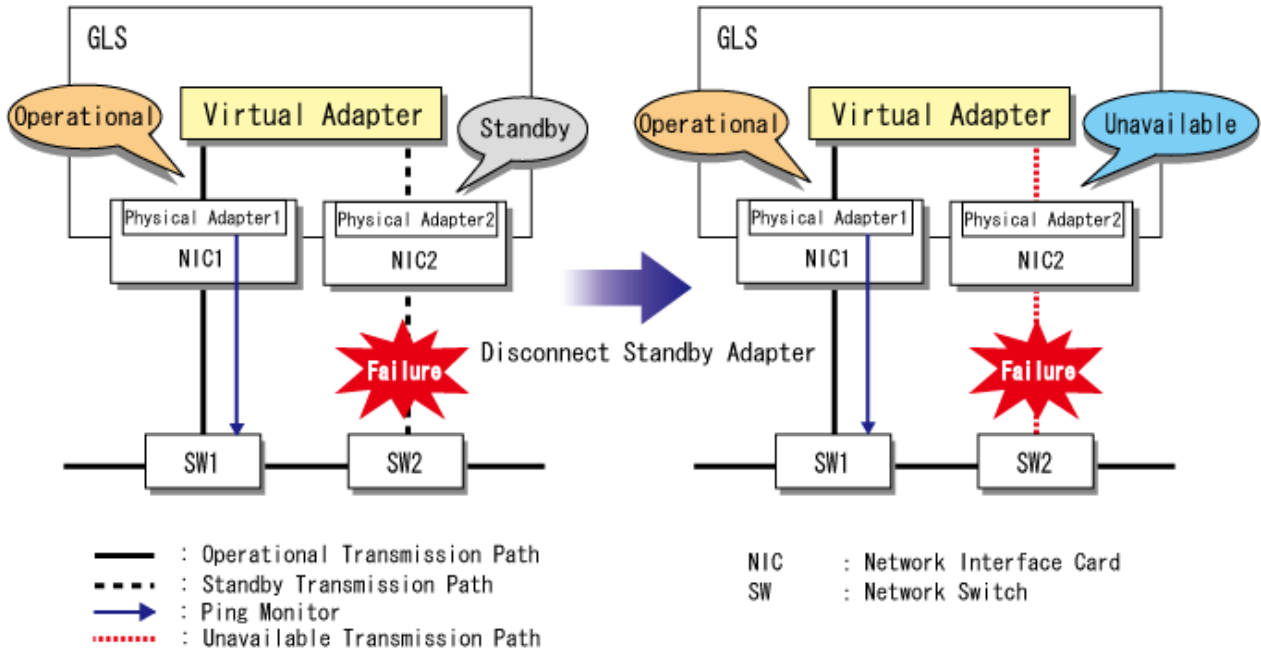 GLS
Operational
Virtual Adapter
Standby
Physical Adapter1
Physical Adapter2
NIC1
NIC2
Failure
SW1
SW2
Disconnect Standby Adapter
GLS
Operational
Virtual Adapter
Unavailable
Physical Adapter1
Physical Adapter2
NIC1
NIC2
Failure
SW1
SW2
: Operational Transmission Path
: Standby Transmission Path
: Ping Monitor
: Unavailable Transmission Path
NIC : Network Interface Card
SW : Network Switch